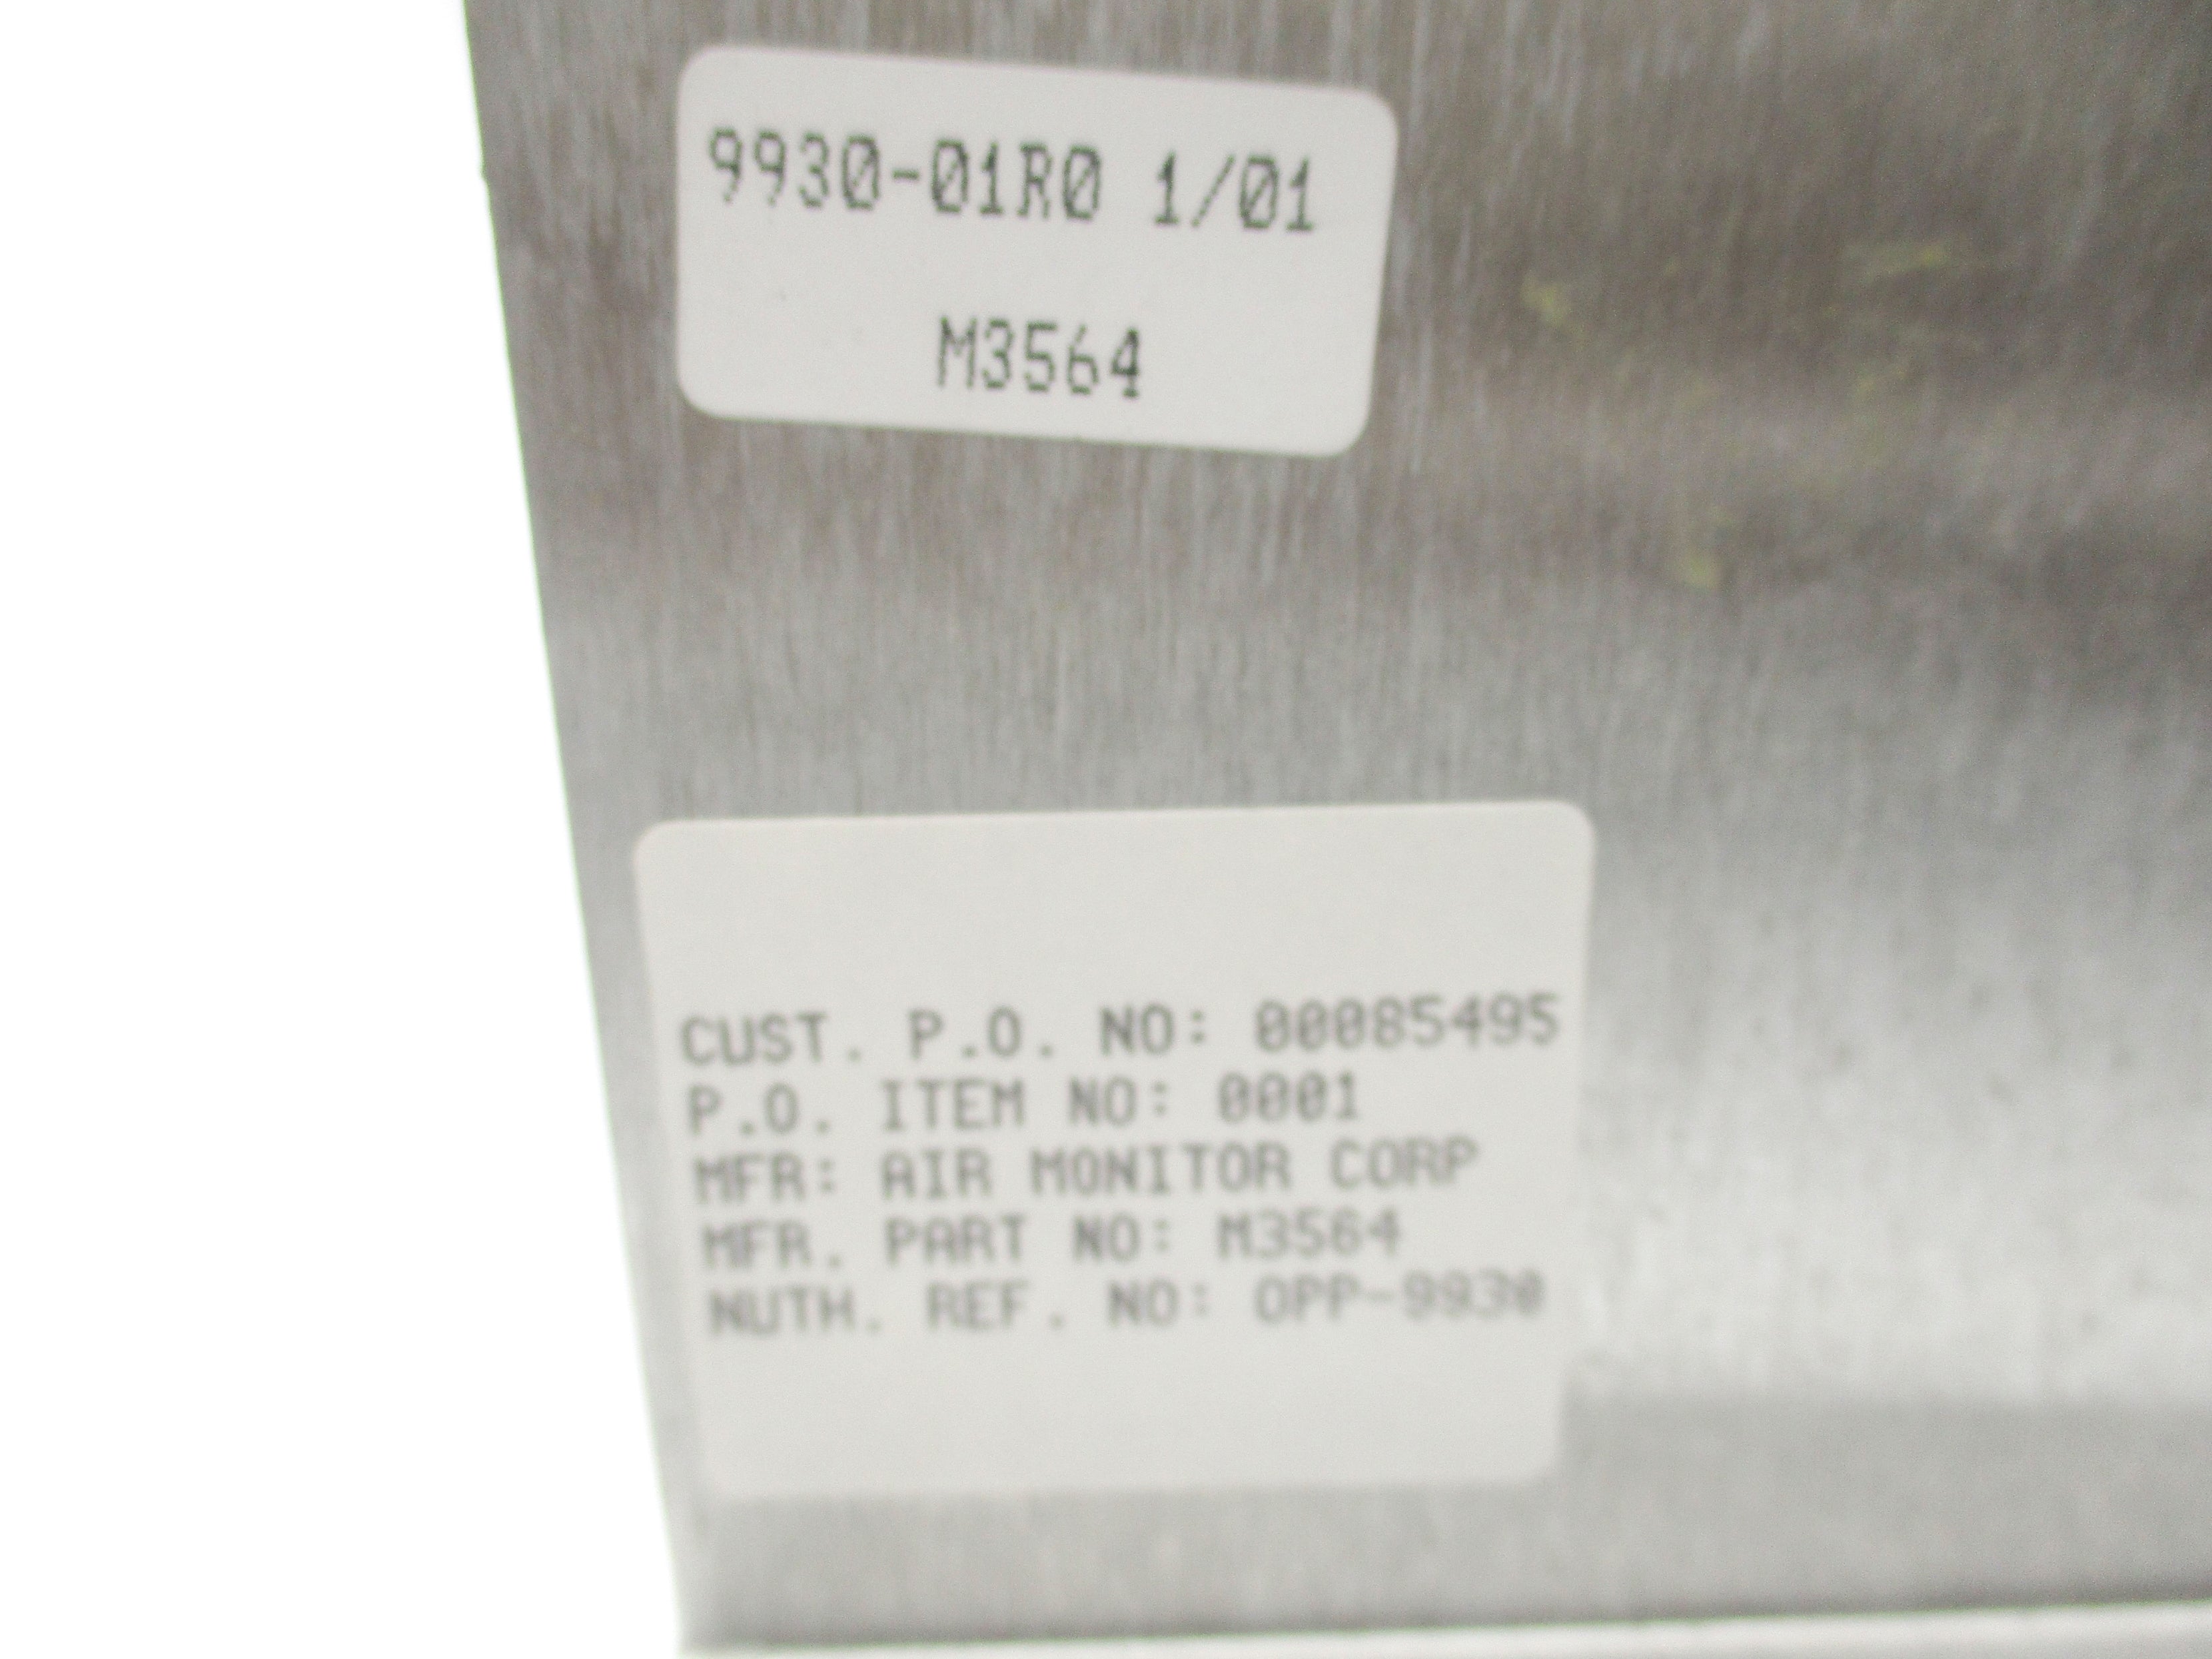 9930-01R0 1/01
M3564
CUST. P.O. NO: 00085495
P.O. ITEM NO: 0001
MFR: AIR MONITOR CORP
MFR. PART NO: M3564
NUTH. REF. NO: OPP-9930